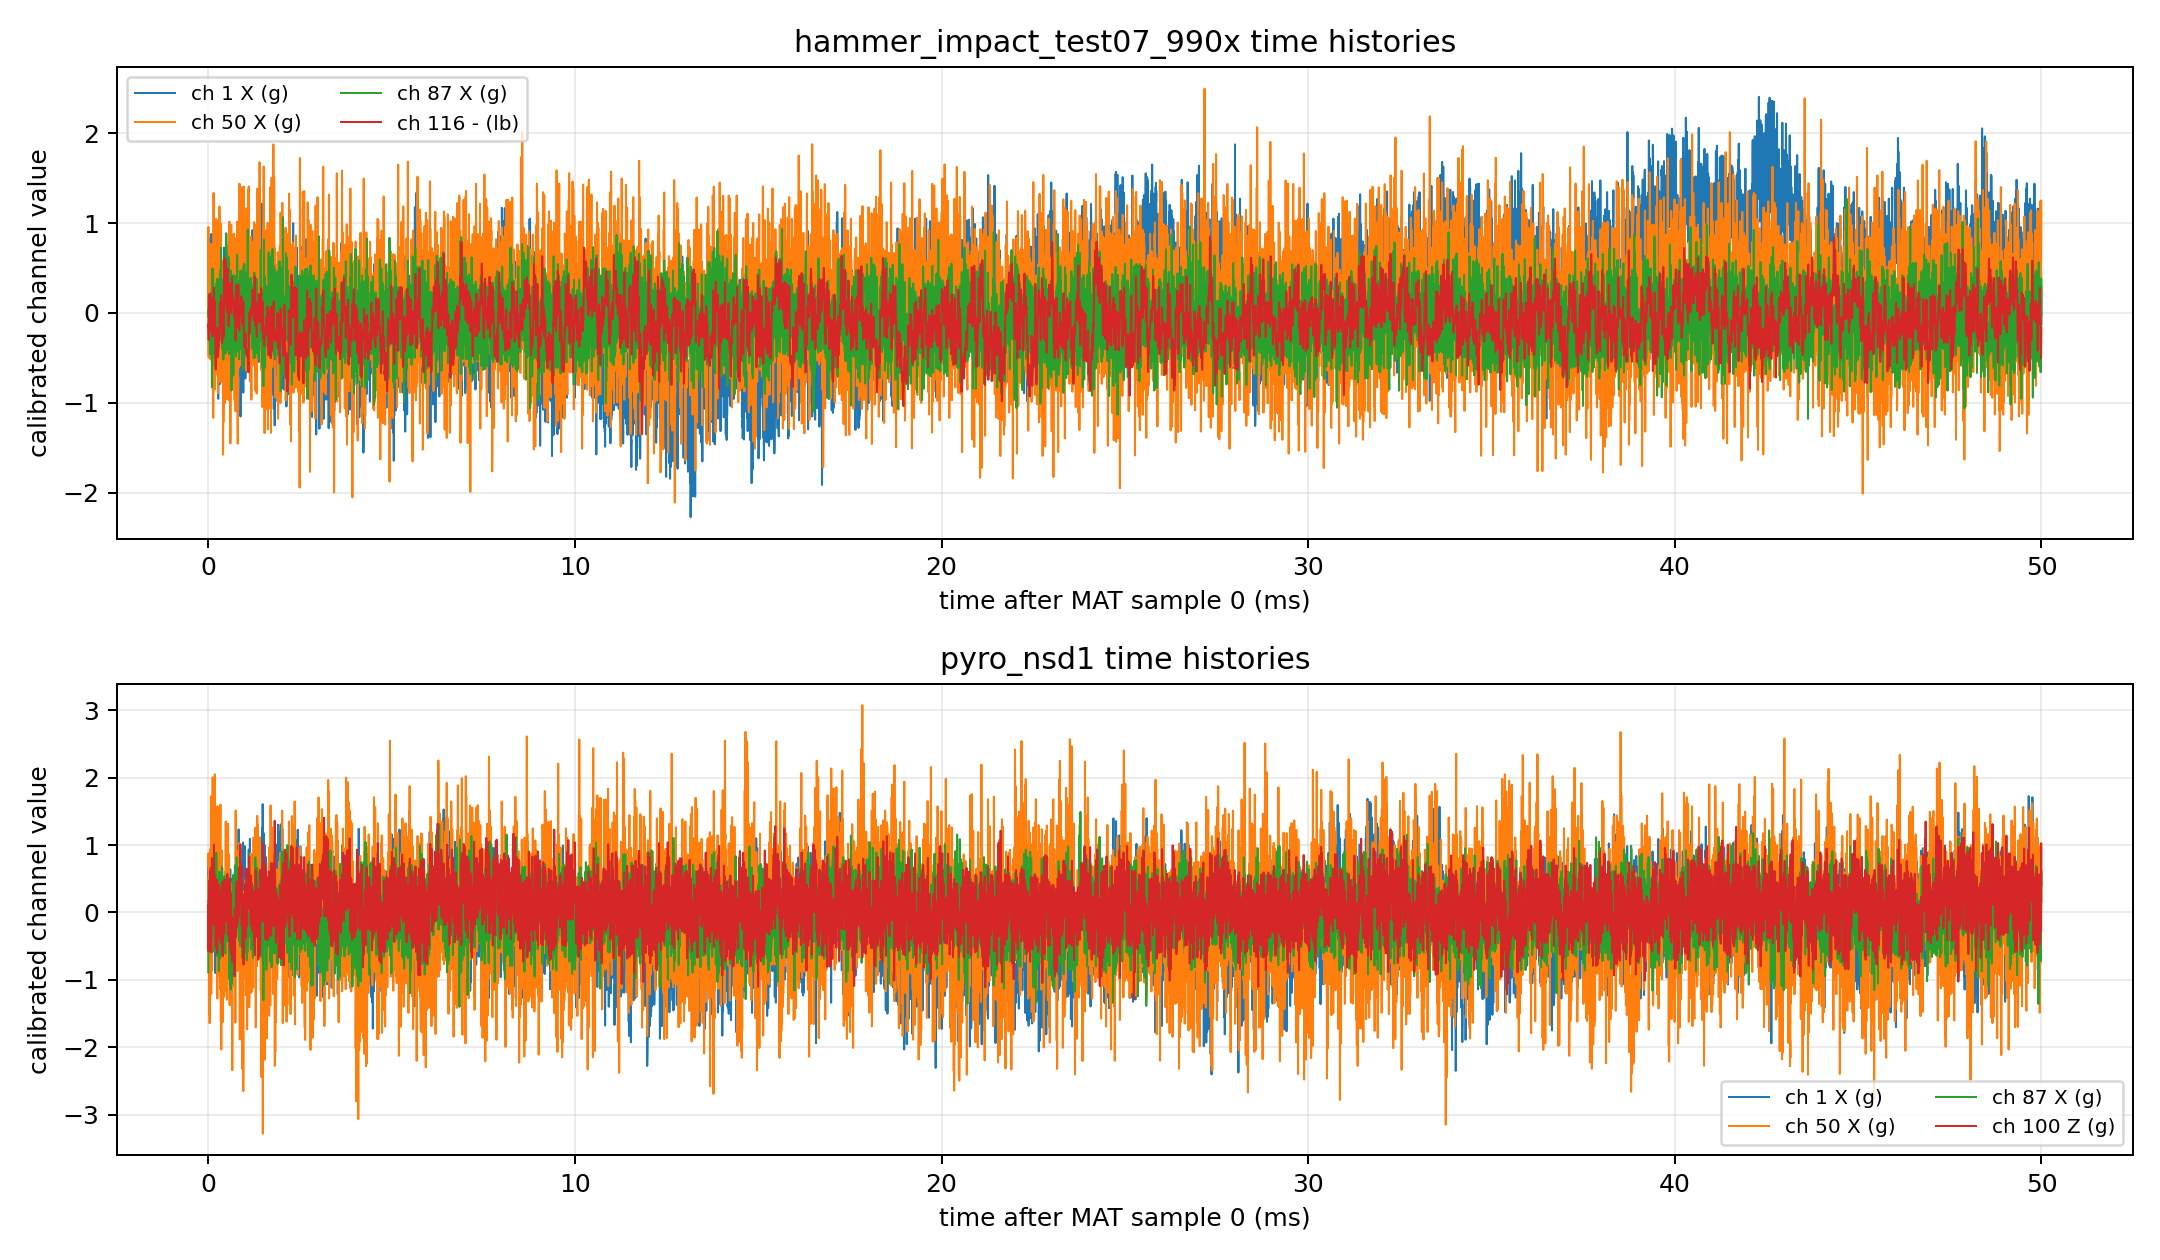 hammer_impact_test07_990x time histories
ch 1 X (g) ch 87 X (g)
ch 50 X (g) ch 116 - (lb)
calibrated channel value
2
1
0
−1
−2
0 10 20 30 40 50
time after MAT sample 0 (ms)
pyro_nsd1 time histories
calibrated channel value
3
2
1
0
−1
−2
−3
ch 1 X (g) ch 87 X (g)
ch 50 X (g) ch 100 Z (g)
0 10 20 30 40 50
time after MAT sample 0 (ms)